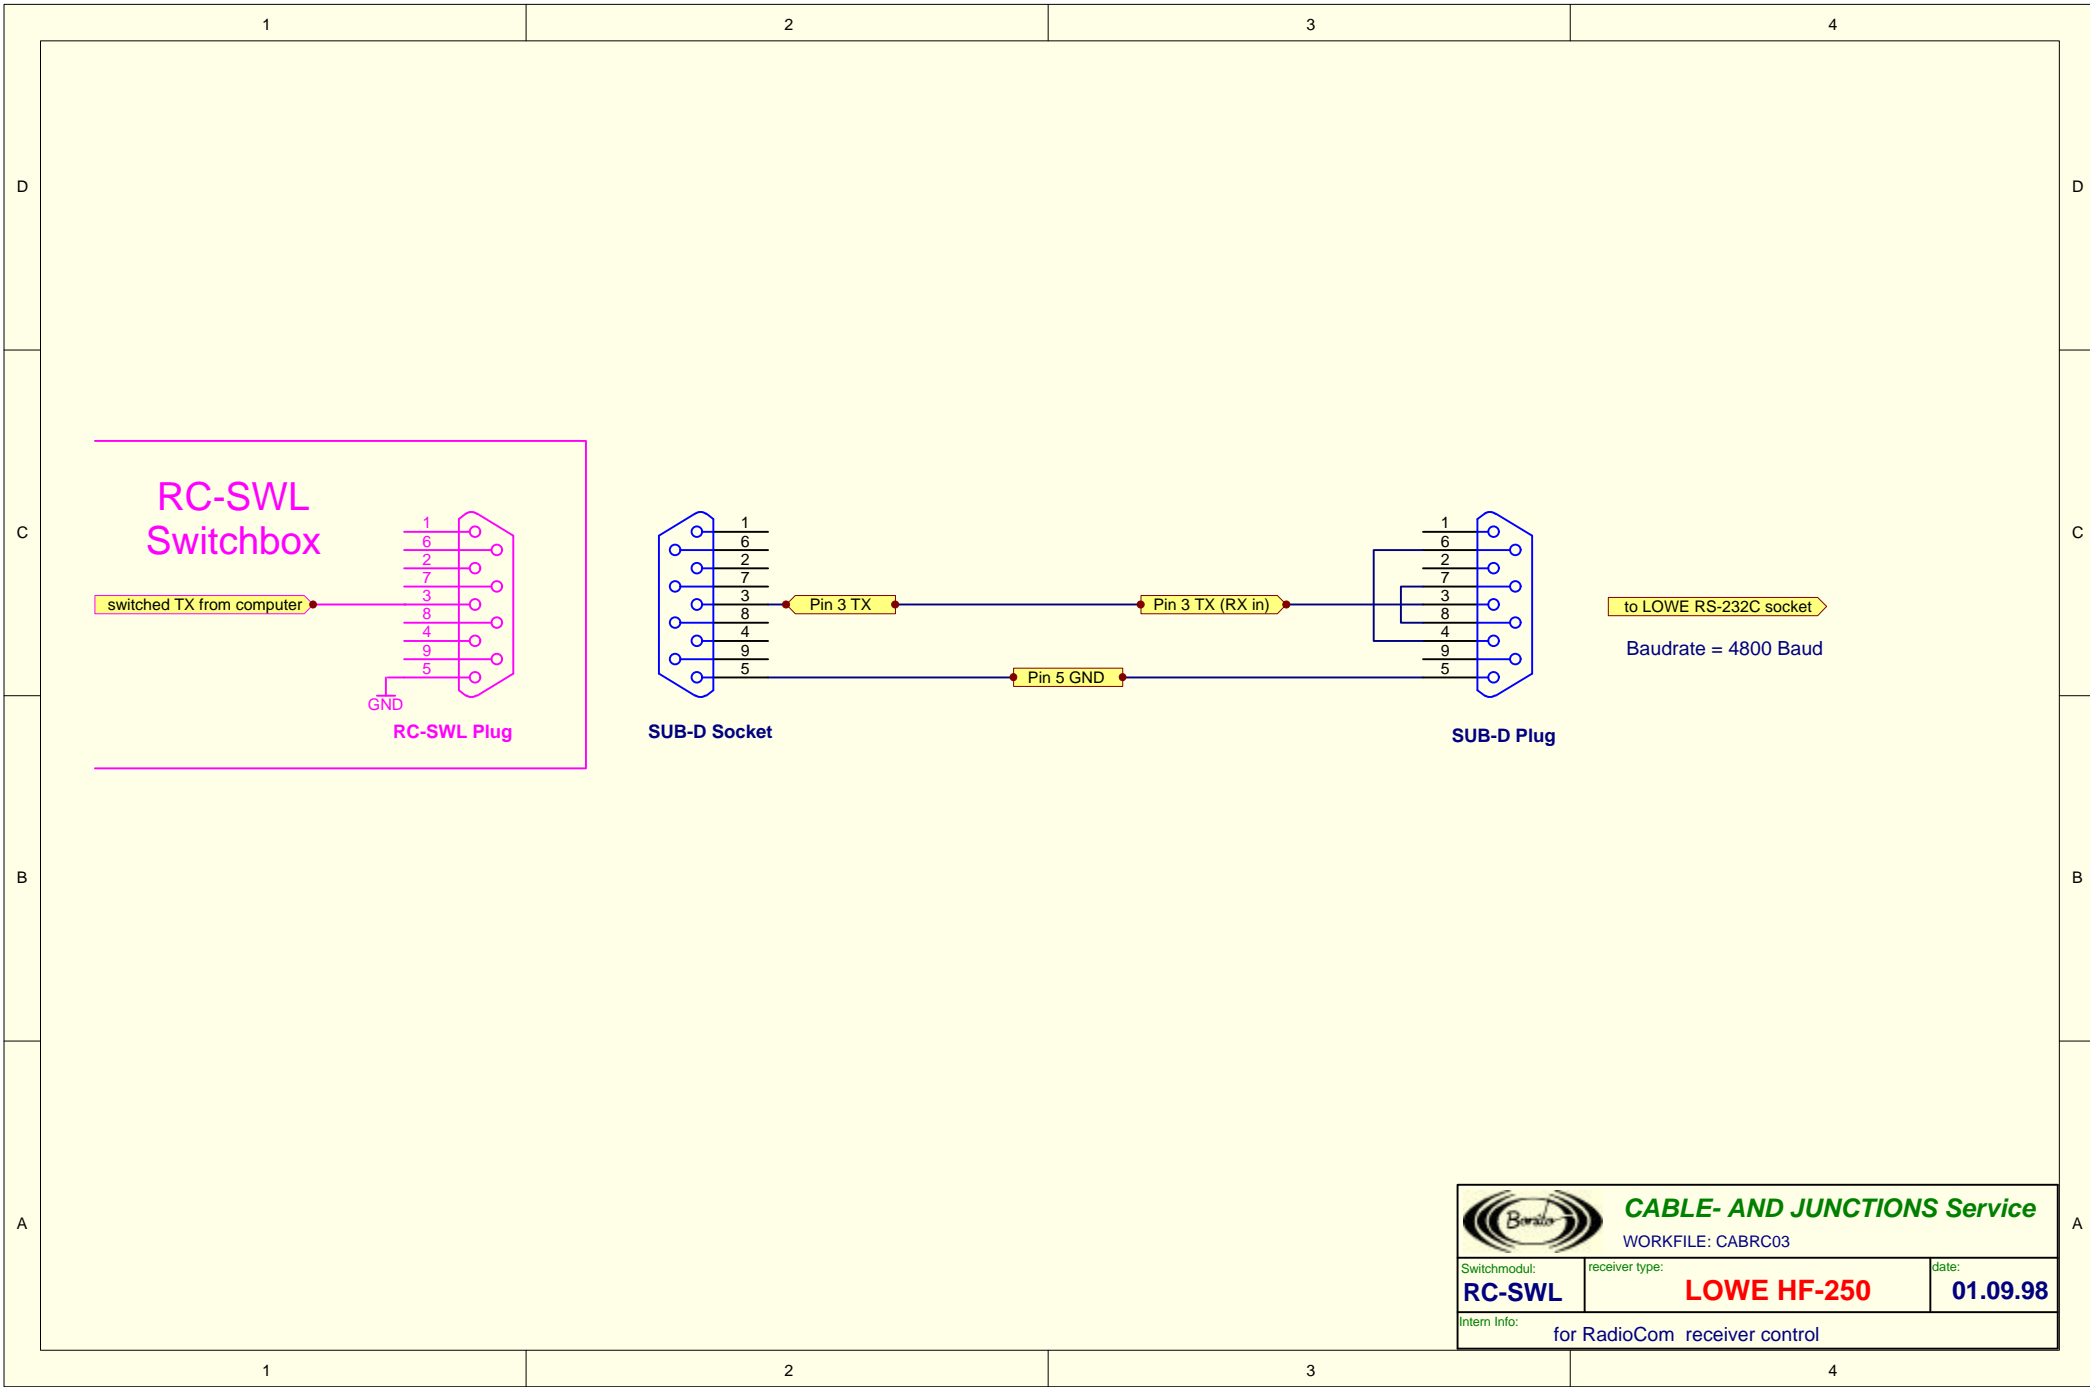 1 2 3 4
D D
C C
B B
A A
RC-SWL
Switchbox
switched TX from computer
1
6
2
7
3
8
4
9
5
GND
RC-SWL Plug
1
6
2
7
3
8
4
9
5
SUB-D Socket
Pin 3 TX
Pin 3 TX (RX in)
Pin 5 GND
1
6
2
7
3
8
4
9
5
SUB-D Plug
to LOWE RS-232C socket
Baudrate = 4800 Baud
Bonito
CABLE- AND JUNCTIONS Service
WORKFILE: CABRC03
Switchmodul:
RC-SWL
receiver type:
LOWE HF-250
date:
01.09.98
Intern Info:
for RadioCom receiver control
1 2 3 4